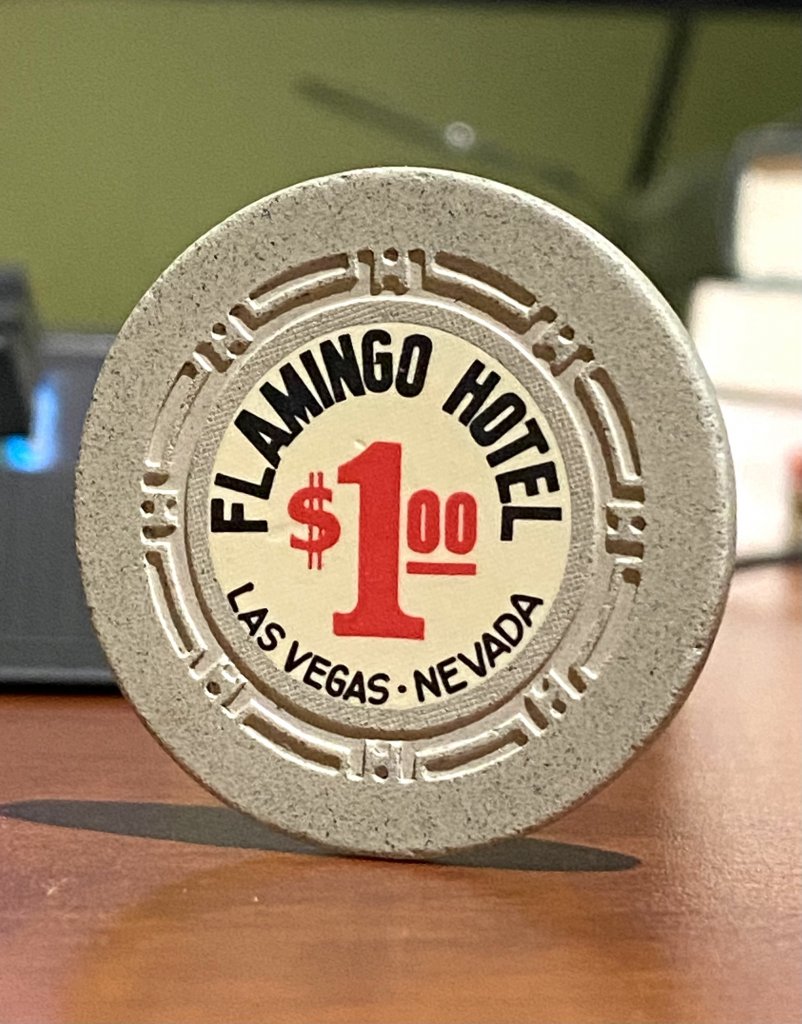 FLAMINGO HOTEL
$1.00
LAS VEGAS · NEVADA